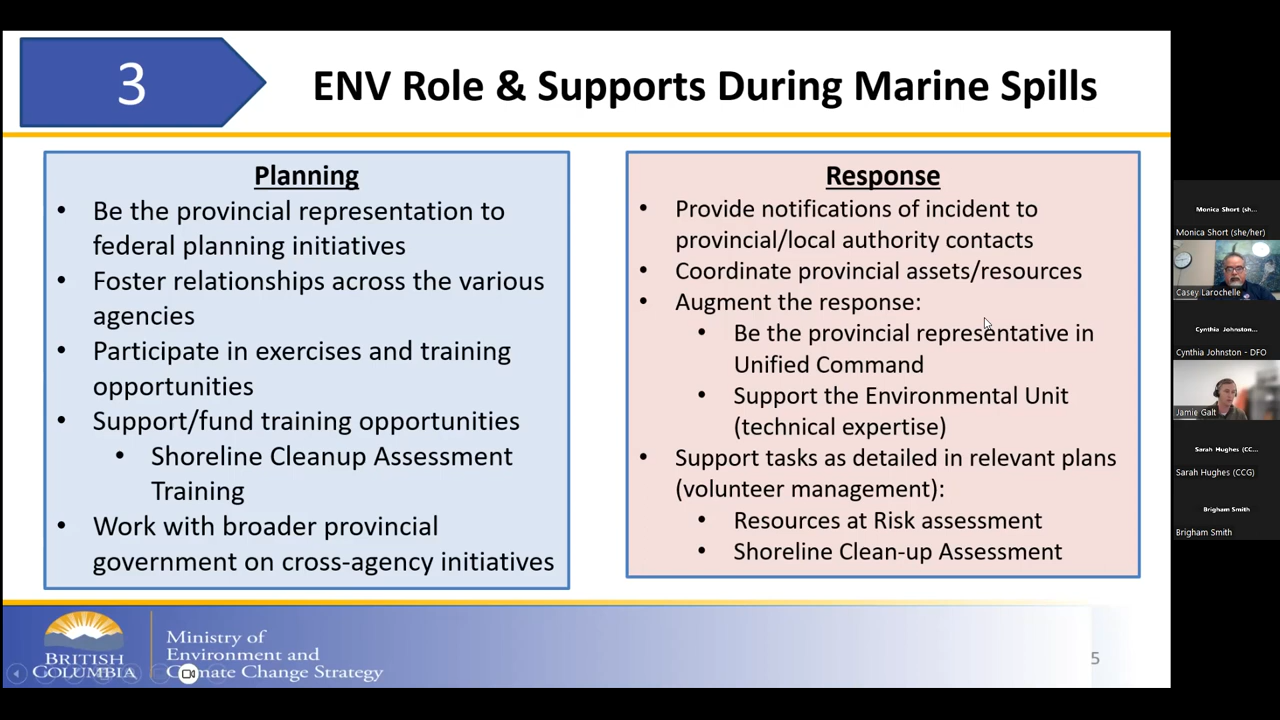 3
ENV Role & Supports During Marine Spills
Planning
• Be the provincial representation to
federal planning initiatives
• Foster relationships across the various
agencies
• Participate in exercises and training
opportunities
• Support/fund training opportunities
• Shoreline Cleanup Assessment
Training
• Work with broader provincial
government on cross-agency initiatives
Response
• Provide notifications of incident to
provincial/local authority contacts
• Coordinate provincial assets/resources
• Augment the response:
• Be the provincial representative in
Unified Command
• Support the Environmental Unit
(technical expertise)
• Support tasks as detailed in relevant plans
(volunteer management):
• Resources at Risk assessment
• Shoreline Clean-up Assessment
BRITISH
COLUMBIA
Ministry of
Environment and
Climate Change Strategy
5
Monica Short (sh...
Monica Short (she/her)
Casey Larochelle
Cynthia Johnston...
Cynthia Johnston - DFO
Jamie Galt
Sarah Hughes (CC...
Sarah Hughes (CCG)
Brigham Smith
Brigham Smith